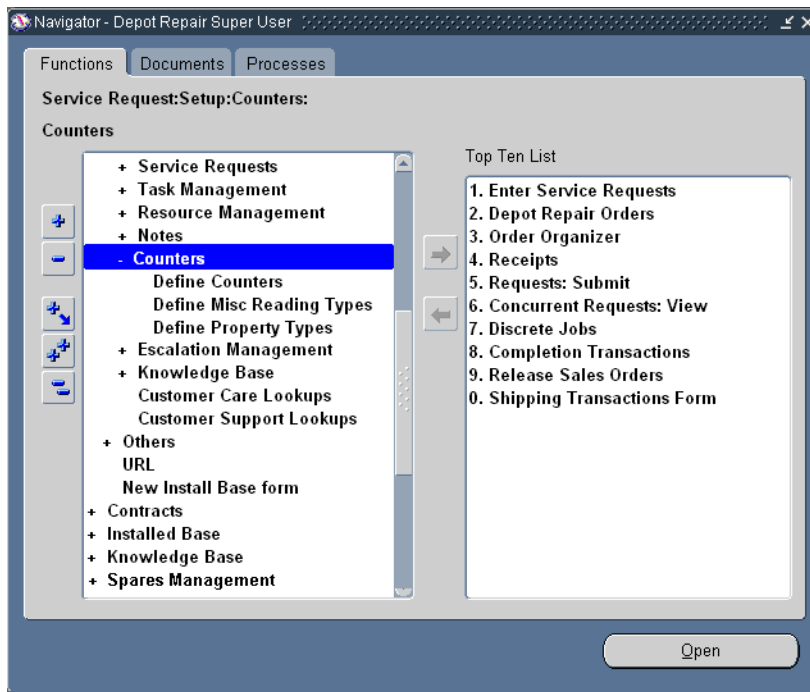 Navigator - Depot Repair Super User
Functions
Documents
Processes
Service Request:Setup:Counters:
Counters
+ Service Requests
+ Task Management
+ Resource Management
+ Notes
- Counters
Define Counters
Define Misc Reading Types
Define Property Types
+ Escalation Management
+ Knowledge Base
Customer Care Lookups
Customer Support Lookups
+ Others
URL
New Install Base form
+ Contracts
+ Installed Base
+ Knowledge Base
+ Spares Management
Top Ten List
1. Enter Service Requests
2. Depot Repair Orders
3. Order Organizer
4. Receipts
5. Requests: Submit
6. Concurrent Requests: View
7. Discrete Jobs
8. Completion Transactions
9. Release Sales Orders
0. Shipping Transactions Form
Open